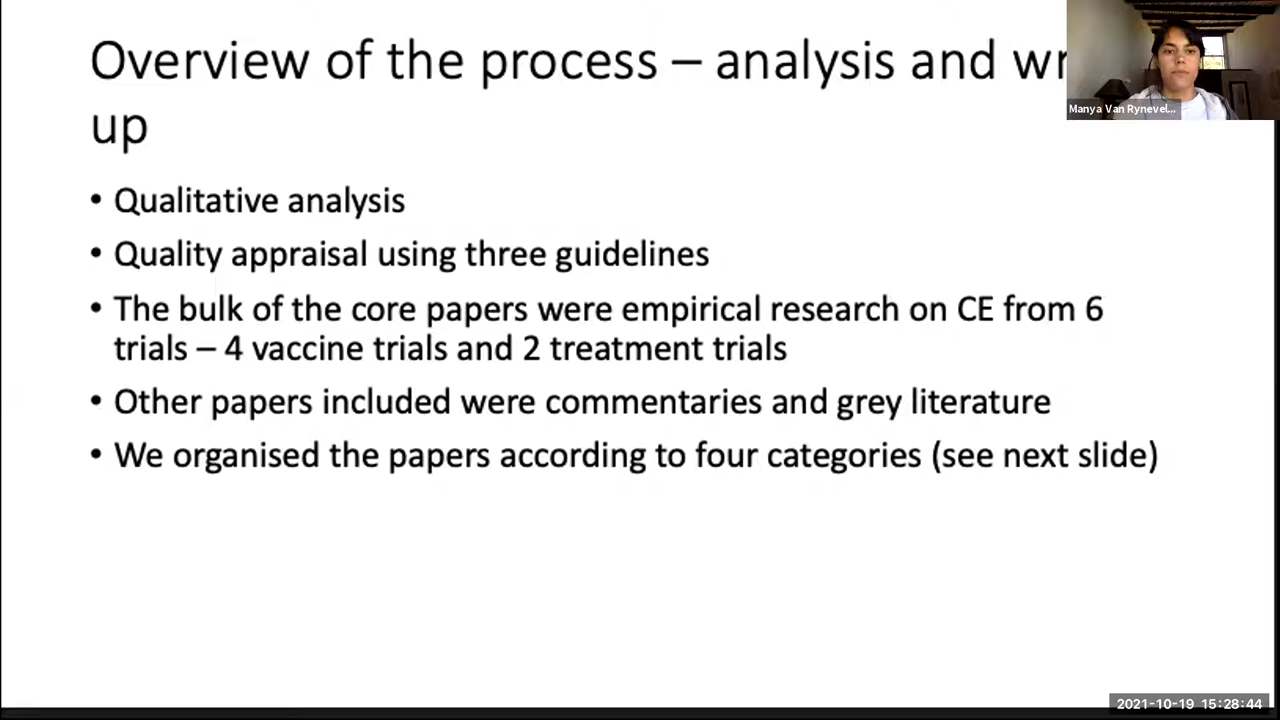 Overview of the process – analysis and
up
• Qualitative analysis
• Quality appraisal using three guidelines
• The bulk of the core papers were empirical research on CE from 6
trials – 4 vaccine trials and 2 treatment trials
• Other papers included were commentaries and grey literature
• We organised the papers according to four categories (see next slide)
Manya Van Rynevel...
2021-10-19 15:28:44